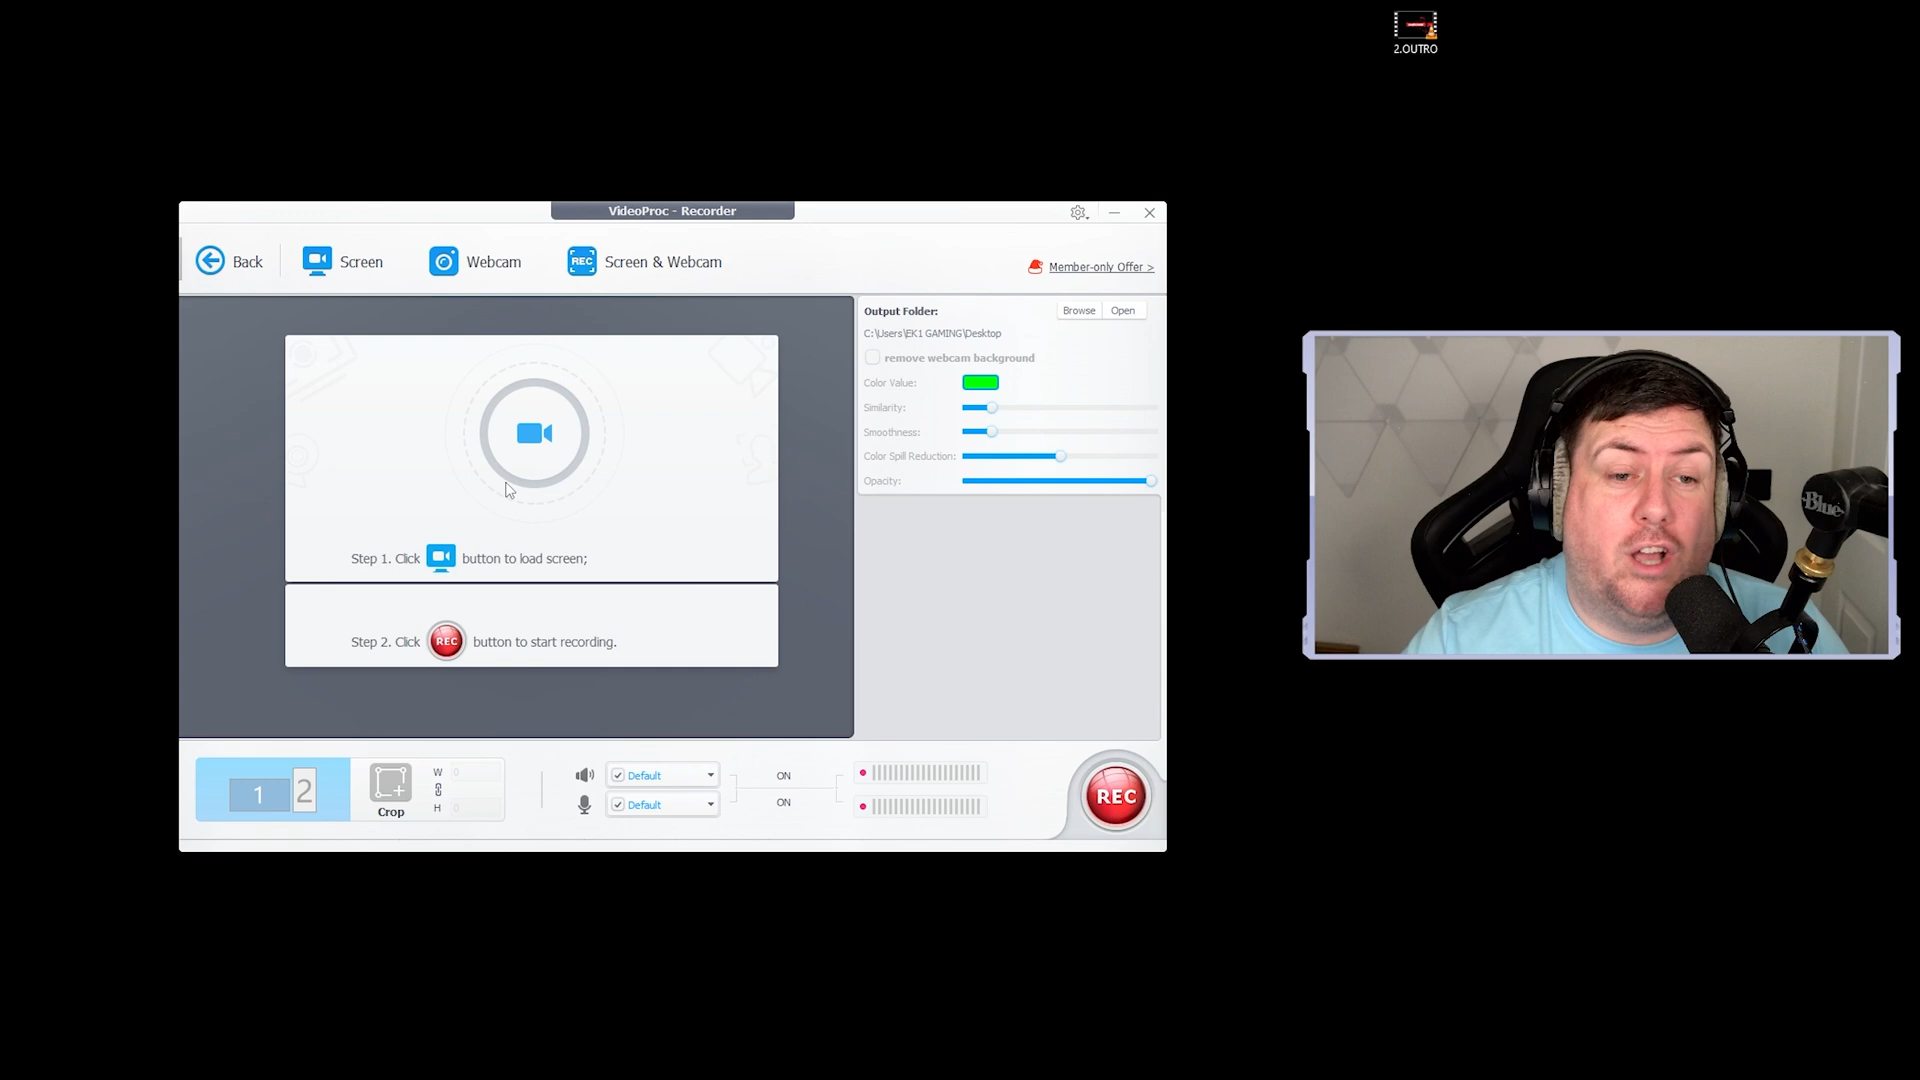 2.OUTRO
VideoProc - Recorder
Back
Screen
Webcam
REC
Screen & Webcam
Member-only Offer >
Output Folder:
Browse
Open
C:\Users\EK1 GAMING\Desktop
remove webcam background
Color Value:
Similarity:
Smoothness:
Color Spill Reduction:
Opacity:
Step 1. Click button to load screen;
Step 2. Click REC button to start recording.
Blue
1
2
Crop
W 0
H 0
Default
Default
ON
ON
REC